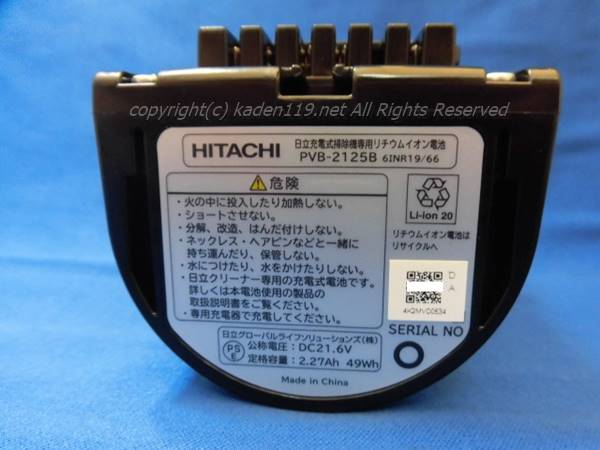 copyright(c) kaden119.net All Rights Reserved
HITACHI
日立充電式掃除機専用リチウムイオン電池
PVB-2125B 6INR19/66
⚠危険
・火の中に投入したり加熱しない。
・ショートさせない。
・分解、改造、はんだ付けしない。
・ネックレス・ヘアピンなどと一緒に
持ち運んだり、保管しない。
・水につけたり、水をかけたりしない。
・日立クリーナー専用の充電式電池です。
詳しくは本電池使用の製品の
取扱説明書をご覧ください。
・専用充電器で充電してください。
Li-ion 20
リチウムイオン電池は
リサイクルへ
D
A
4K2MVC0534
SERIAL NO
PS
E
日立グローバルライフソリューションズ(株)
公称電圧：DC21.6V
定格容量：2.27Ah 49Wh
Made in China